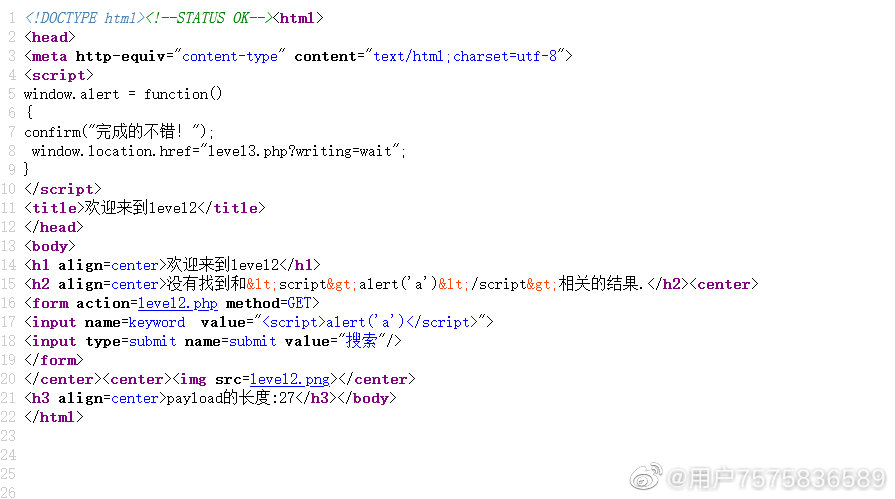 1 <!DOCTYPE html><!--STATUS OK--><html>
2 <head>
3 <meta http-equiv="content-type" content="text/html;charset=utf-8">
4 <script>
5 window.alert = function()
6 {
7 confirm("完成的不错！");
8  window.location.href="level3.php?writing=wait";
9 }
10 </script>
11 <title>欢迎来到level2</title>
12 </head>
13 <body>
14 <h1 align=center>欢迎来到level2</h1>
15 <h2 align=center>没有找到和&lt;script&gt;alert('a')&lt;/script&gt;相关的结果.</h2><center>
16 <form action=level2.php method=GET>
17 <input name=keyword  value="<script>alert('a')</script>">
18 <input type=submit name=submit value="搜索"/>
19 </form>
20 </center><center><img src=level2.png></center>
21 <h3 align=center>payload的长度:27</h3></body>
22 </html>
23
24
25
26
@用户7575836589